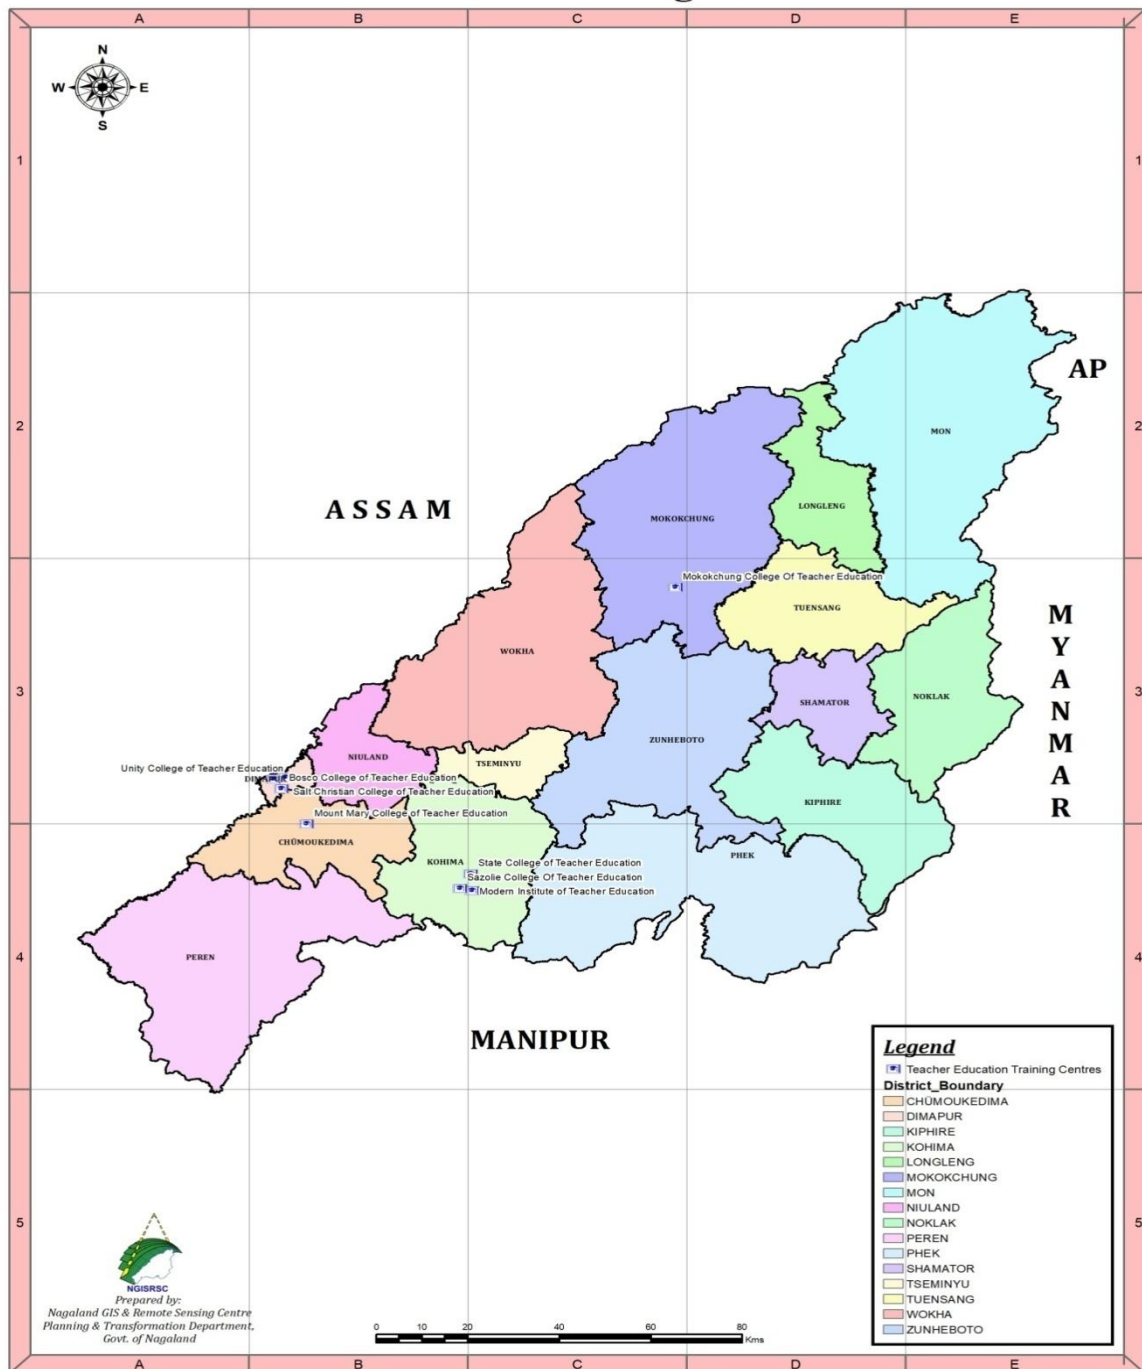 A B C D E
N
W E
S
1 1
AP
2 2
MON
LONGLENG
ASSAM
MOKOKCHUNG
Mokokchung College Of Teacher Education
TUENSANG
MYANMAR
WOKHA
3 3
NOKLAK
SHAMATOR
ZUNHEBOTO
NIULAND
TSEMINYU
Unity College of Teacher Education
Bosco College of Teacher Education
Salt Christian College of Teacher Education
KIPHIRE
Mount Mary College of Teacher Education
CHÜMOUKEDIMA
KOHIMA
PHEK
State College of Teacher Education
Sazolie College Of Teacher Education
Modern Institute of Teacher Education
PEREN
4 4
MANIPUR
Legend
Teacher Education Training Centres
District_Boundary
CHÜMOUKEDIMA
DIMAPUR
KIPHIRE
KOHIMA
LONGLENG
MOKOKCHUNG
MON
NIULAND
NOKLAK
PEREN
PHEK
SHAMATOR
TSEMINYU
TUENSANG
WOKHA
ZUNHEBOTO
5 5
NGISRSC
Prepared by:
Nagaland GIS & Remote Sensing Centre
Planning & Transformation Department,
Govt. of Nagaland
0 10 20 40 60 80
Kms
A B C D E